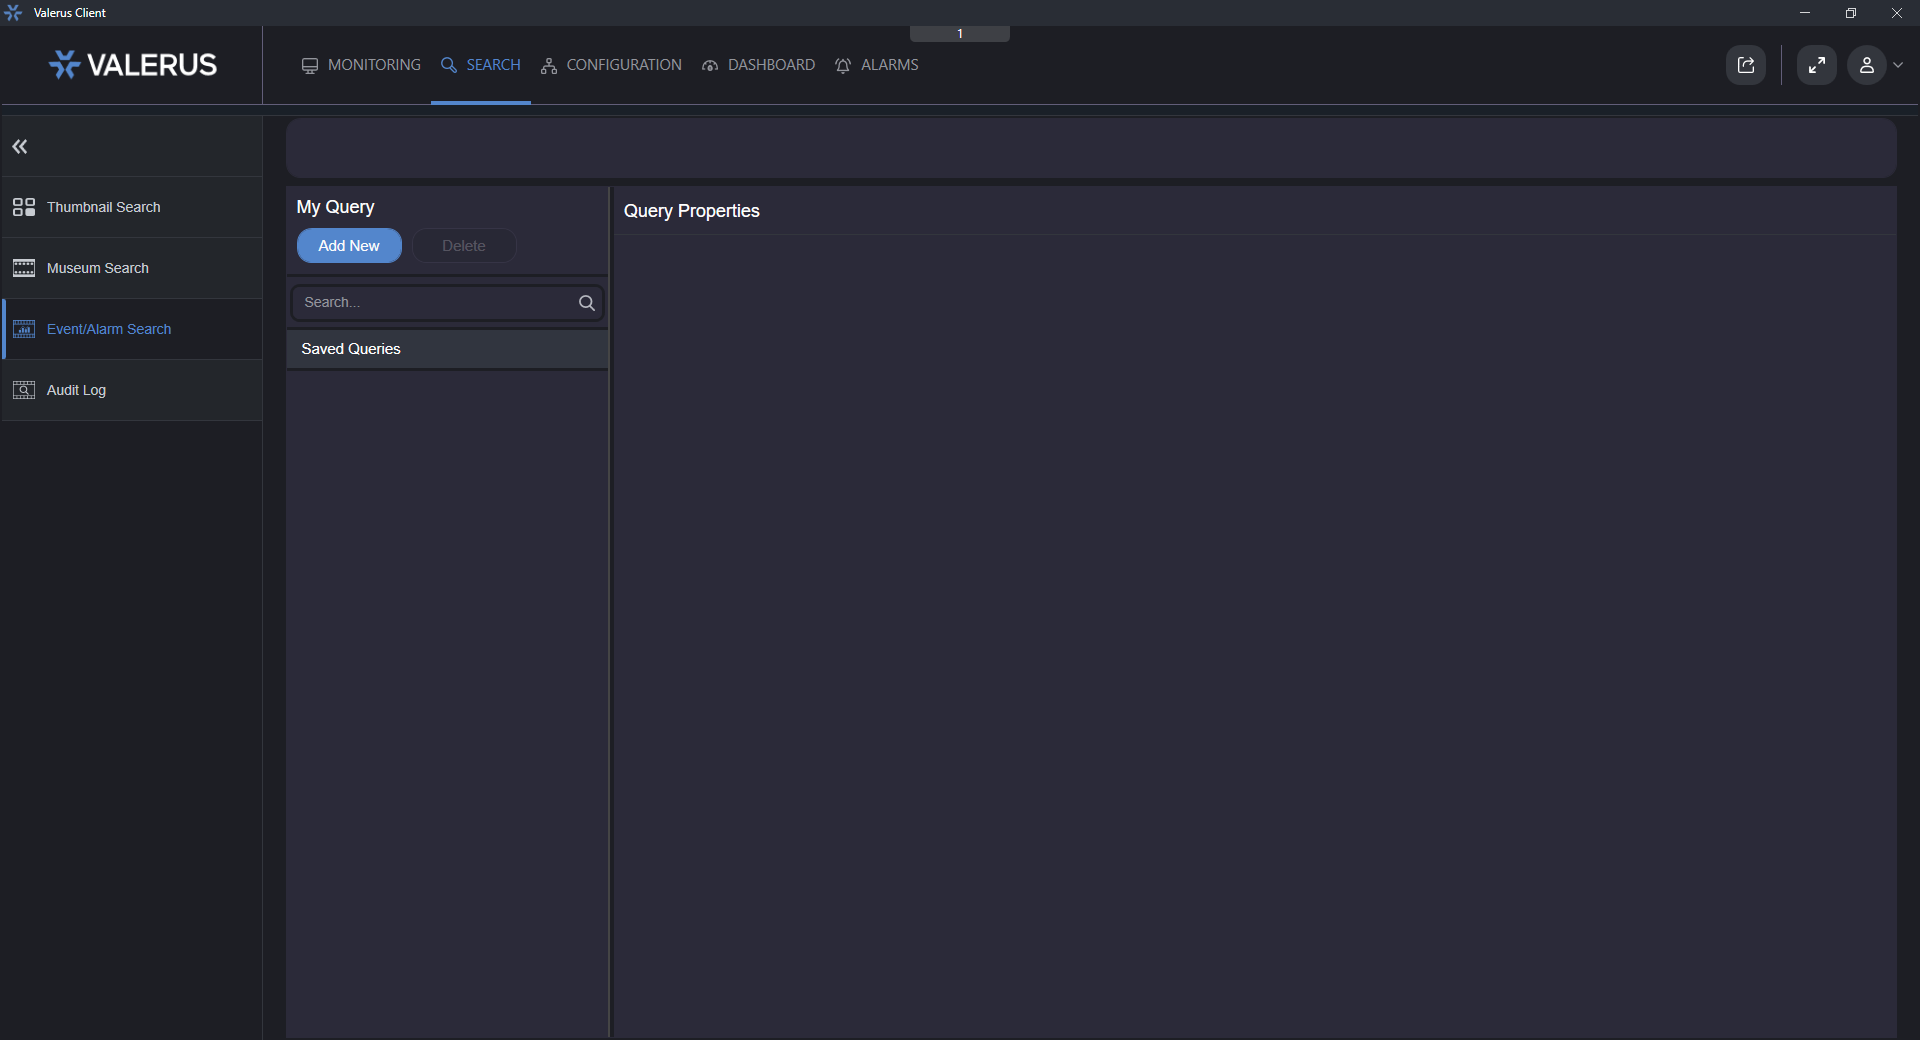 Valerus Client
1
VALERUS
MONITORING
SEARCH
CONFIGURATION
DASHBOARD
ALARMS
Thumbnail Search
Museum Search
Event/Alarm Search
Audit Log
My Query
Add New
Delete
Search...
Saved Queries
Query Properties